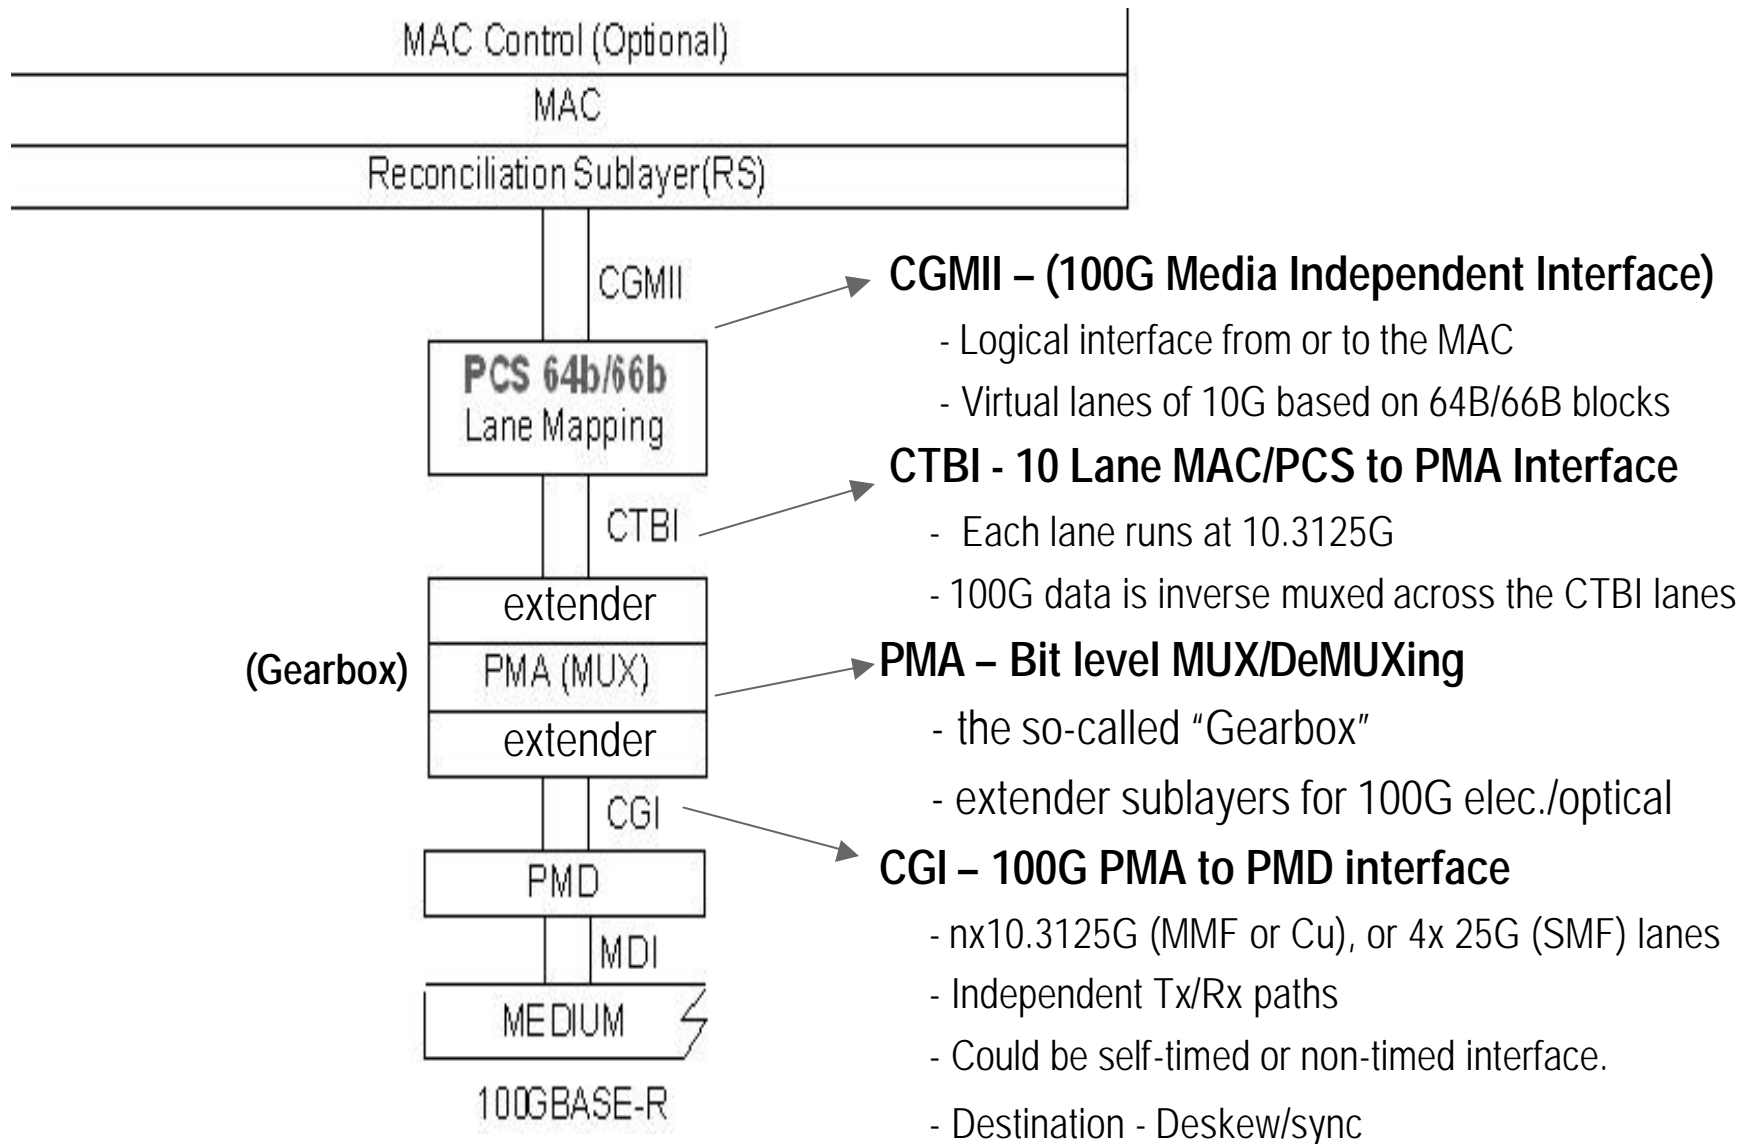 MAC Control (Optional)
MAC
Reconciliation Sublayer(RS)
CGMII
PCS 64b/66b
Lane Mapping
CTBI
extender
(Gearbox)
PMA (MUX)
extender
CGI
PMD
MDI
MEDIUM
100GBASE-R
CGMII – (100G Media Independent Interface)
- Logical interface from or to the MAC
- Virtual lanes of 10G based on 64B/66B blocks
CTBI - 10 Lane MAC/PCS to PMA Interface
- Each lane runs at 10.3125G
- 100G data is inverse muxed across the CTBI lanes
PMA – Bit level MUX/DeMUXing
- the so-called “Gearbox”
- extender sublayers for 100G elec./optical
CGI – 100G PMA to PMD interface
- nx10.3125G (MMF or Cu), or 4x 25G (SMF) lanes
- Independent Tx/Rx paths
- Could be self-timed or non-timed interface.
- Destination - Deskew/sync